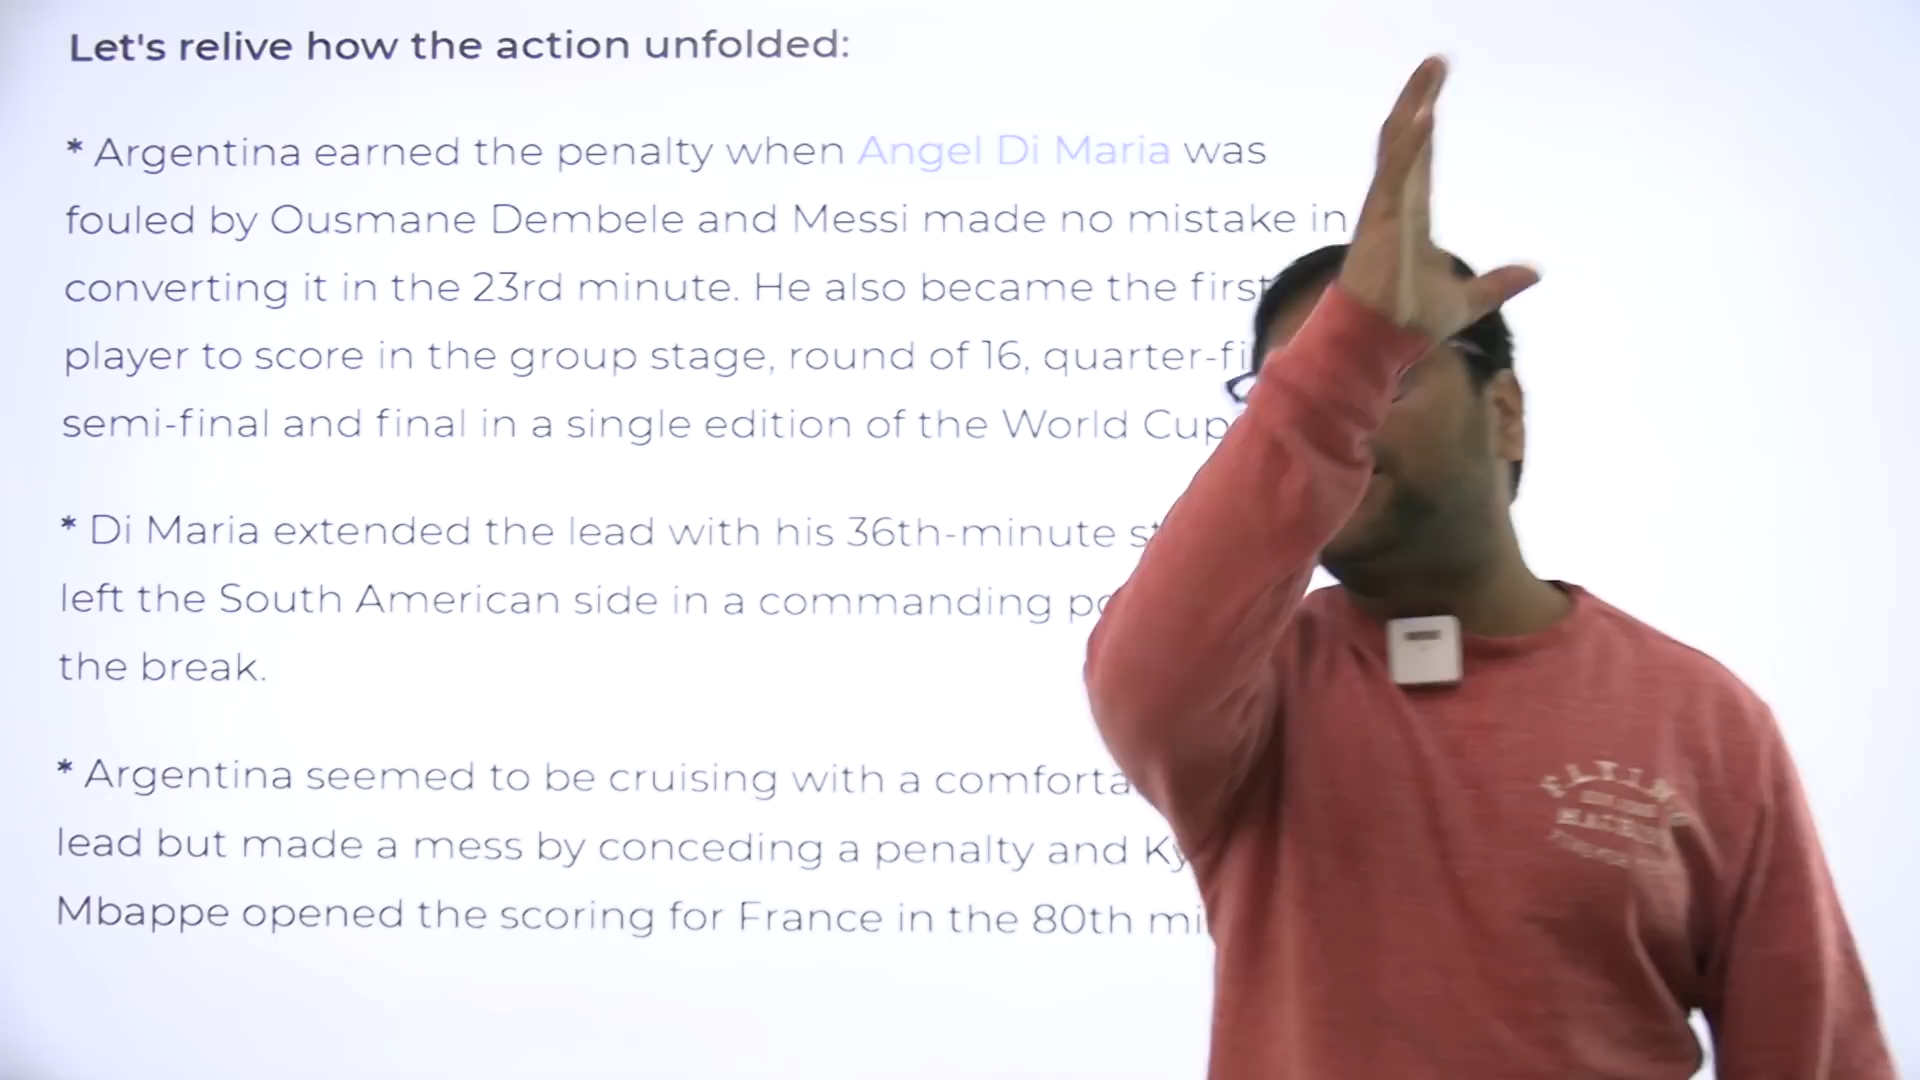 Let's relive how the action unfolded:
* Argentina earned the penalty when Angel Di Maria was
fouled by Ousmane Dembele and Messi made no mistake in
converting it in the 23rd minute. He also became the first
player to score in the group stage, round of 16,
semi-final and final in a single edition of the World Cup
* Di Maria extended the lead with his 36th-minute
left the South American side in a commanding
the break.
* Argentina seemed to be cruising with a
lead but made a mess by conceding a penalty and
Mbappe opened the scoring for France in the 80th